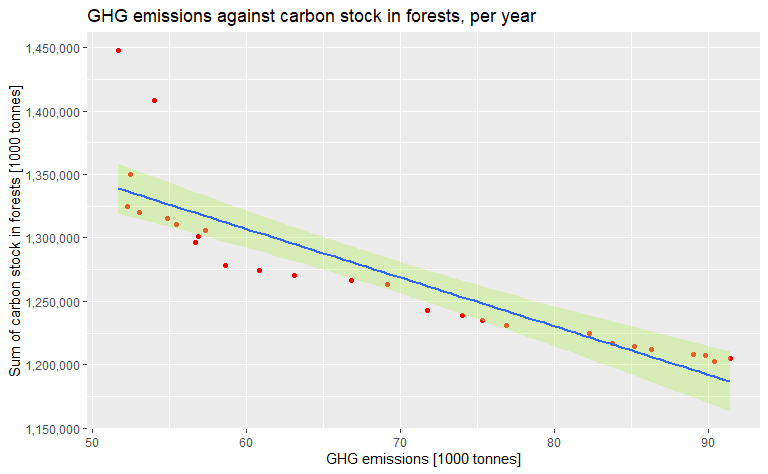 GHG emissions against carbon stock in forests, per year
Sum of carbon stock in forests [1000 tonnes]
1,450,000
1,400,000
1,350,000
1,300,000
1,250,000
1,200,000
1,150,000
50 60 70 80 90
GHG emissions [1000 tonnes]